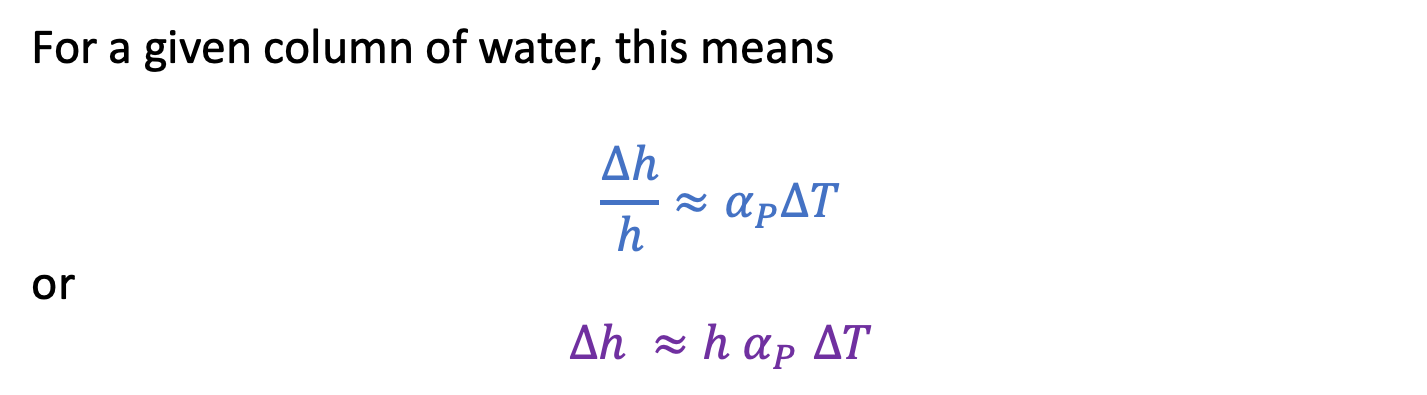 For a given column of water, this means
Δh
h
≈ α_P ΔT
or
Δh ≈ h α_P ΔT